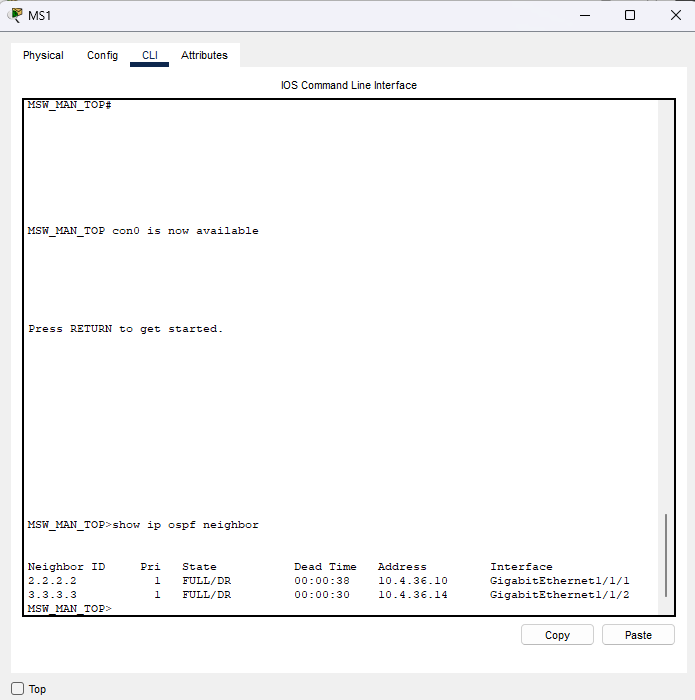 MS1
Physical Config CLI Attributes
IOS Command Line Interface
MSW_MAN_TOP#
MSW_MAN_TOP con0 is now available
Press RETURN to get started.
MSW_MAN_TOP>show ip ospf neighbor
Neighbor ID Pri State Dead Time Address Interface
2.2.2.2 1 FULL/DR 00:00:38 10.4.36.10 GigabitEthernet1/1/1
3.3.3.3 1 FULL/DR 00:00:30 10.4.36.14 GigabitEthernet1/1/2
MSW_MAN_TOP>
Copy Paste
Top